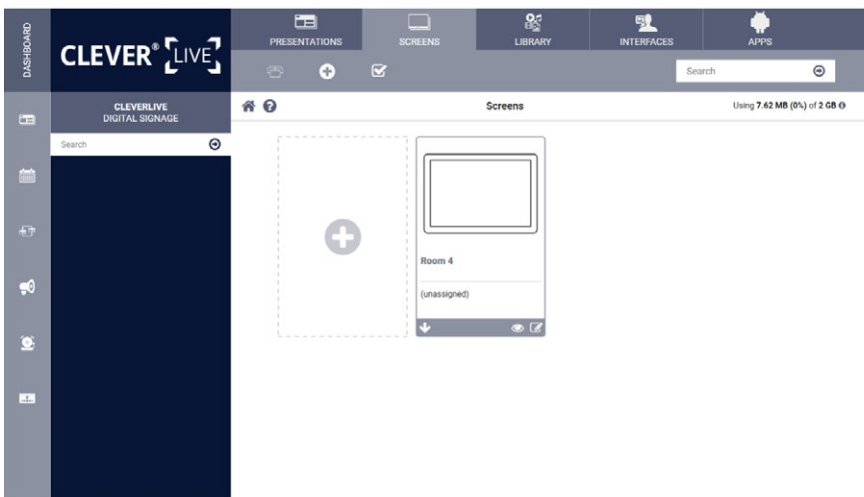 DASHBOARD
CLEVER® LIVE
PRESENTATIONS
SCREENS
LIBRARY
INTERFACES
APPS
Search
CLEVERLIVE
DIGITAL SIGNAGE
Search
Screens
Using 7.62 MB (0%) of 2 GB
Room 4
(unassigned)